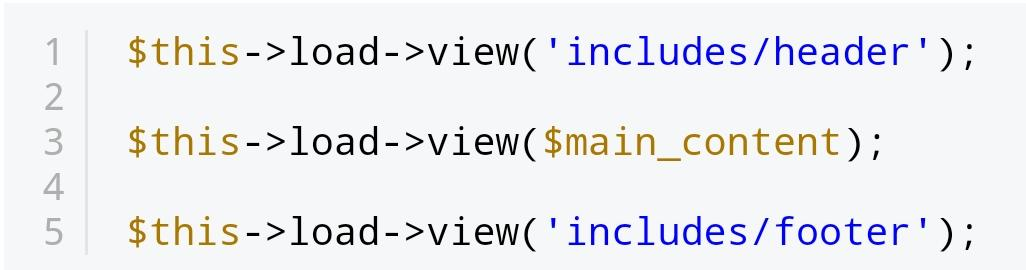 1 $this->load->view('includes/header');
2
3 $this->load->view($main_content);
4
5 $this->load->view('includes/footer');